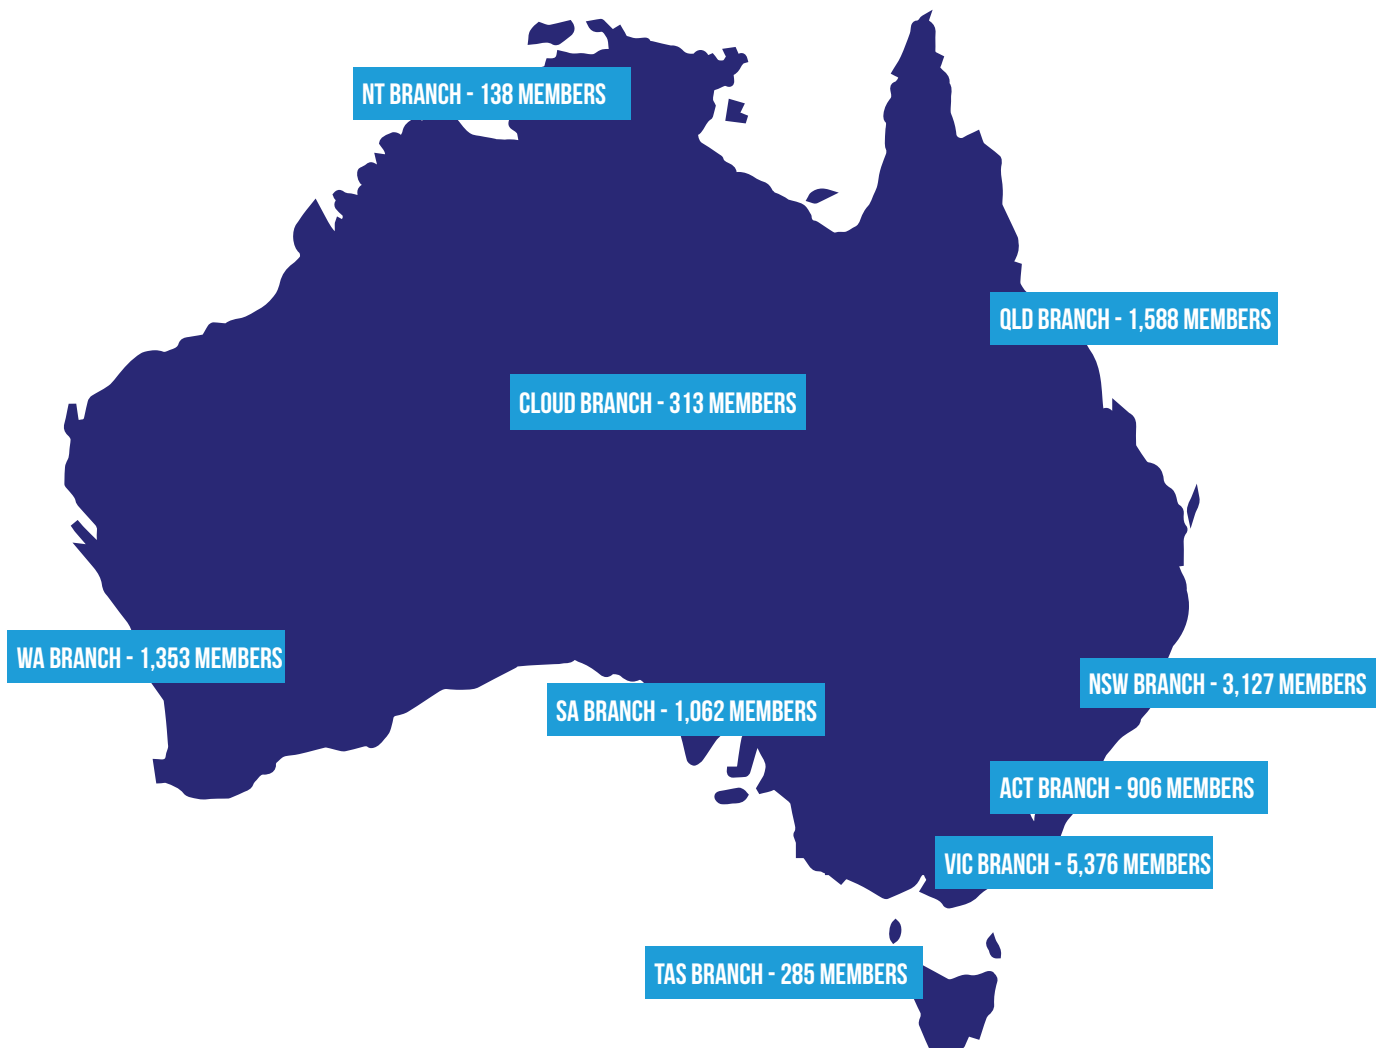 NT BRANCH - 138 MEMBERS
QLD BRANCH - 1,588 MEMBERS
CLOUD BRANCH - 313 MEMBERS
WA BRANCH - 1,353 MEMBERS
NSW BRANCH - 3,127 MEMBERS
SA BRANCH - 1,062 MEMBERS
ACT BRANCH - 906 MEMBERS
VIC BRANCH - 5,376 MEMBERS
TAS BRANCH - 285 MEMBERS